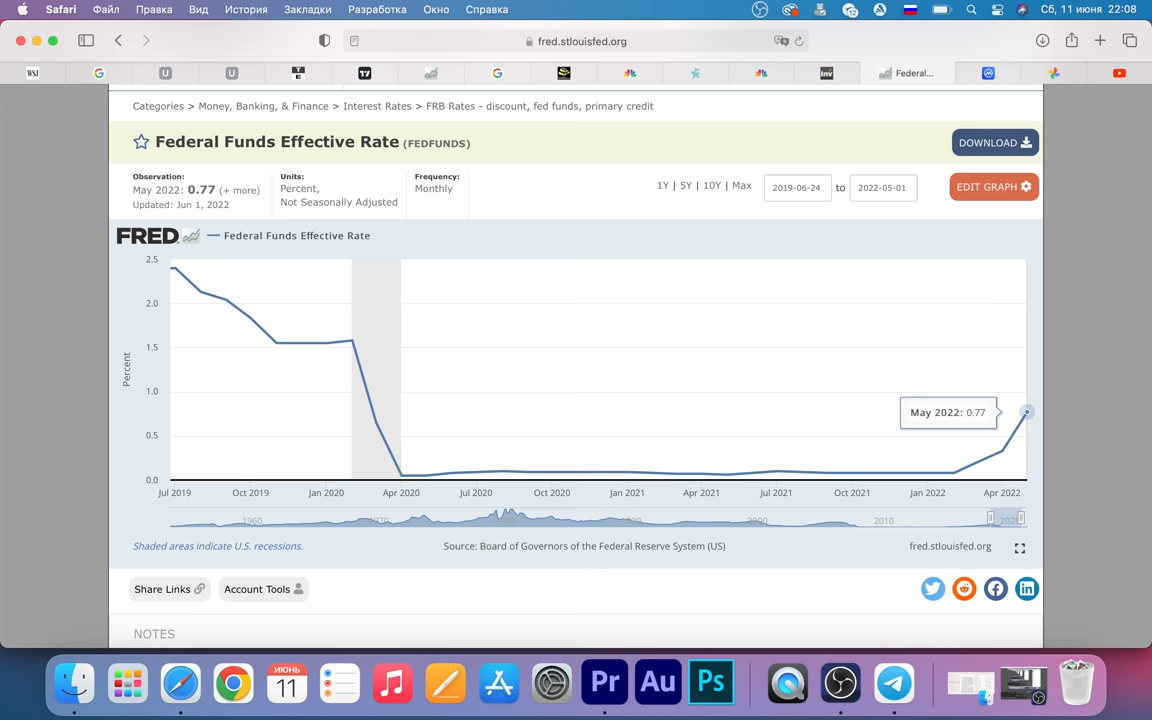 Safari Файл Правка Вид История Закладки Разработка Окно Справка Сб, 11 июня 22:08
fred.stlouisfed.org
WSJ G U U TE 17 G Inv Federal...
Categories > Money, Banking, & Finance > Interest Rates > FRB Rates - discount, fed funds, primary credit
Federal Funds Effective Rate (FEDFUNDS)
DOWNLOAD
Observation:
May 2022: 0.77 (+ more)
Updated: Jun 1, 2022
Units:
Percent,
Not Seasonally Adjusted
Frequency:
Monthly
1Y | 5Y | 10Y | Max 2019-06-24 to 2022-05-01
EDIT GRAPH
FRED Federal Funds Effective Rate
2.5
2.0
1.5
1.0
0.5
0.0
Percent
May 2022: 0.77
Jul 2019 Oct 2019 Jan 2020 Apr 2020 Jul 2020 Oct 2020 Jan 2021 Apr 2021 Jul 2021 Oct 2021 Jan 2022 Apr 2022
1960 2000 2010
Shaded areas indicate U.S. recessions. Source: Board of Governors of the Federal Reserve System (US) fred.stlouisfed.org
Share Links Account Tools
NOTES
ИЮНЬ
11
Pr Au Ps